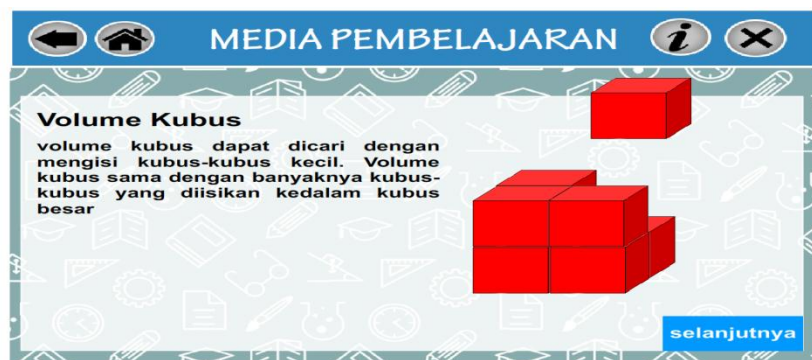 MEDIA PEMBELAJARAN
i
Volume Kubus
volume kubus dapat dicari dengan
mengisi kubus-kubus kecil. Volume
kubus sama dengan banyaknya kubus-
kubus yang diisikan kedalam kubus
besar
selanjutnya